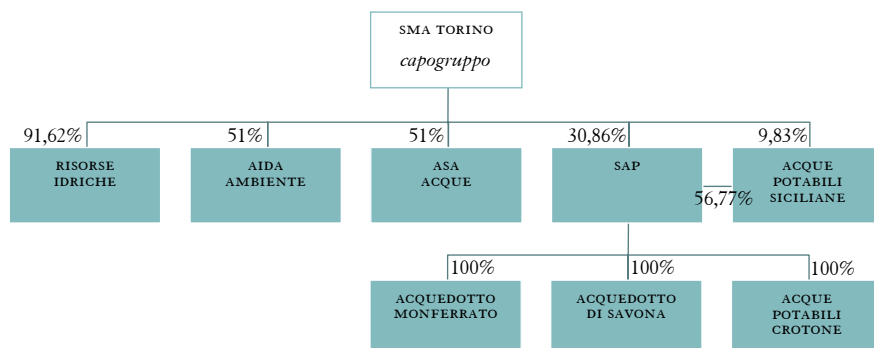 SMA TORINO
capogruppo
91,62%
51%
51%
30,86%
9,83%
RISORSE
IDRICHE
AIDA
AMBIENTE
ASA
ACQUE
SAP
56,77%
ACQUE
POTABILI
SICILIANE
100%
100%
100%
ACQUEDOTTO
MONFERRATO
ACQUEDOTTO
DI SAVONA
ACQUE
POTABILI
CROTONE